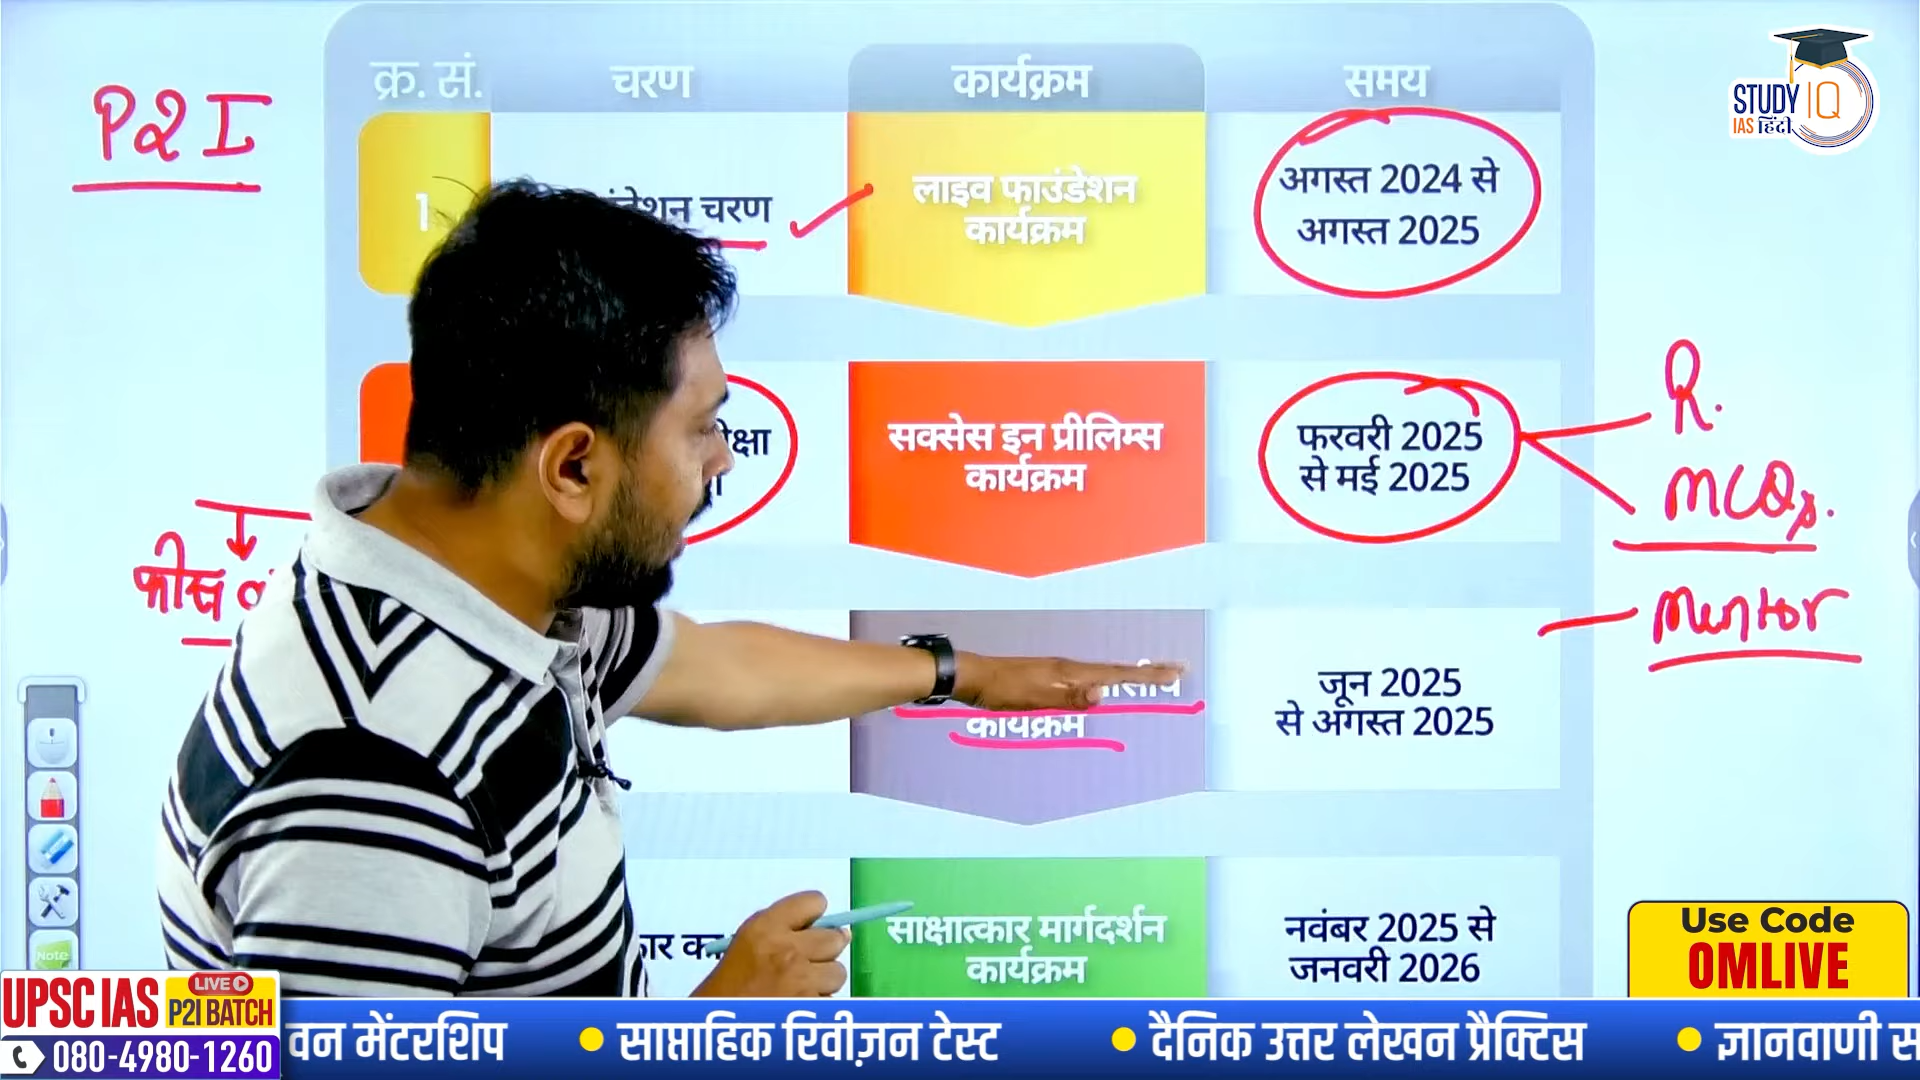 क्र. सं. चरण कार्यक्रम समय
P2I
STUDY IQ
IAS हिंदी
1 चरण
लाइव फाउंडेशन
कार्यक्रम
अगस्त 2024 से
अगस्त 2025
सक्सेस इन प्रीलिम्स
कार्यक्रम
फरवरी 2025
से मई 2025
R.
MCQs.
Mentor
फीस
कार्यक्रम
जून 2025
से अगस्त 2025
साक्षात्कार मार्गदर्शन
कार्यक्रम
नवंबर 2025 से
जनवरी 2026
Note
Use Code
OMLIVE
UPSC IAS LIVE
P2I BATCH
080-4980-1260
मेंटरशिप • साप्ताहिक रिवीज़न टेस्ट • दैनिक उत्तर लेखन प्रैक्टिस • ज्ञानवाणी